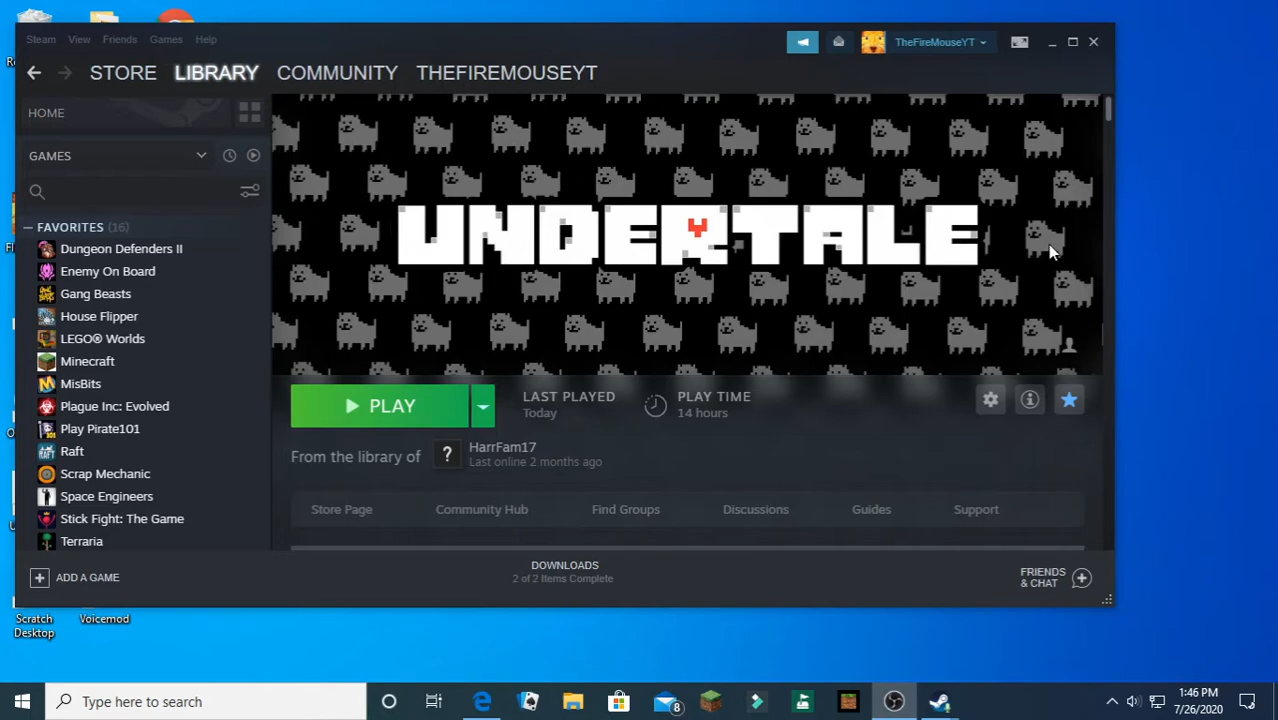 Steam View Friends Games Help
TheFireMouseYT
STORE LIBRARY COMMUNITY THEFIREMOUSEYT
HOME
GAMES
FAVORITES (16)
Dungeon Defenders II
Enemy On Board
Gang Beasts
House Flipper
LEGO® Worlds
Minecraft
MisBits
Plague Inc: Evolved
Play Pirate101
Raft
Scrap Mechanic
Space Engineers
Stick Fight: The Game
Terraria
UNDERTALE
PLAY
LAST PLAYED
Today
PLAY TIME
14 hours
From the library of
?
HarrFam17
Last online 2 months ago
Store Page Community Hub Find Groups Discussions Guides Support
ADD A GAME
DOWNLOADS
2 of 2 Items Complete
FRIENDS
& CHAT
Scratch
Desktop
Voicemod
Type here to search
8
1:46 PM
7/26/2020